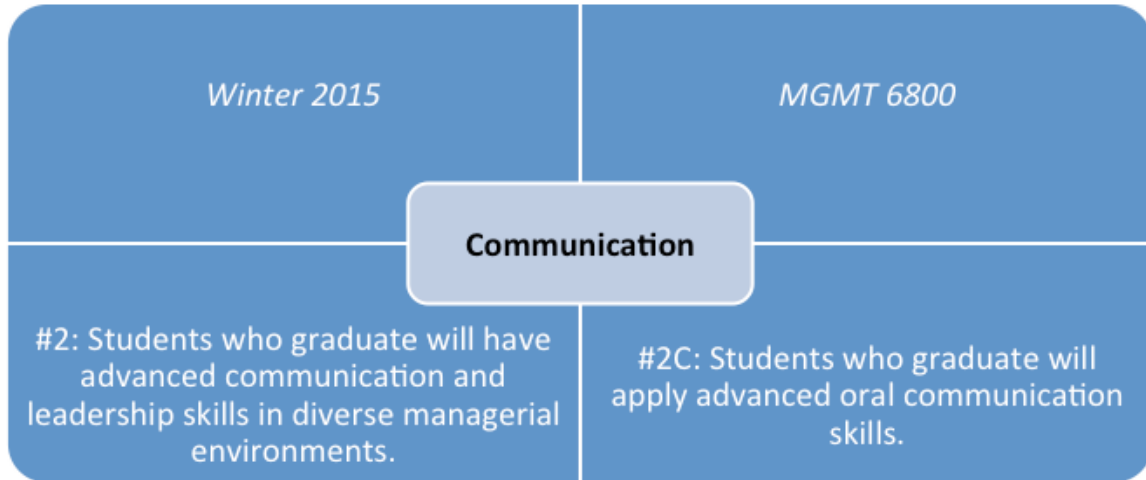 Winter 2015
MGMT 6800
Communication
#2: Students who graduate will have
advanced communication and
leadership skills in diverse managerial
environments.
#2C: Students who graduate will
apply advanced oral communication
skills.